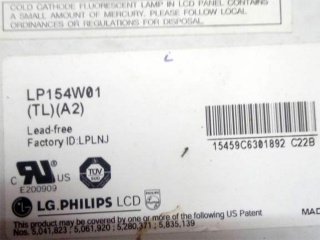 COLD CATHODE FLUORESCENT LAMP IN LCD PANEL CONTAINS
A SMALL AMOUNT OF MERCURY. PLEASE FOLLOW LOCAL
ORDINANCES OR REGULATIONS FOR DISPOSAL.
LP154W01
(TL)(A2)
Lead-free
Factory ID:LPLNJ
15459C6301892 C22B
C US
E200909
TUV
LG.PHILIPS LCD
This product may be covered by one or more of the following US Patent
Nos. 5,041,823 ; 5,061,920 ; 5,280,371 ; 5,835,139
MAD